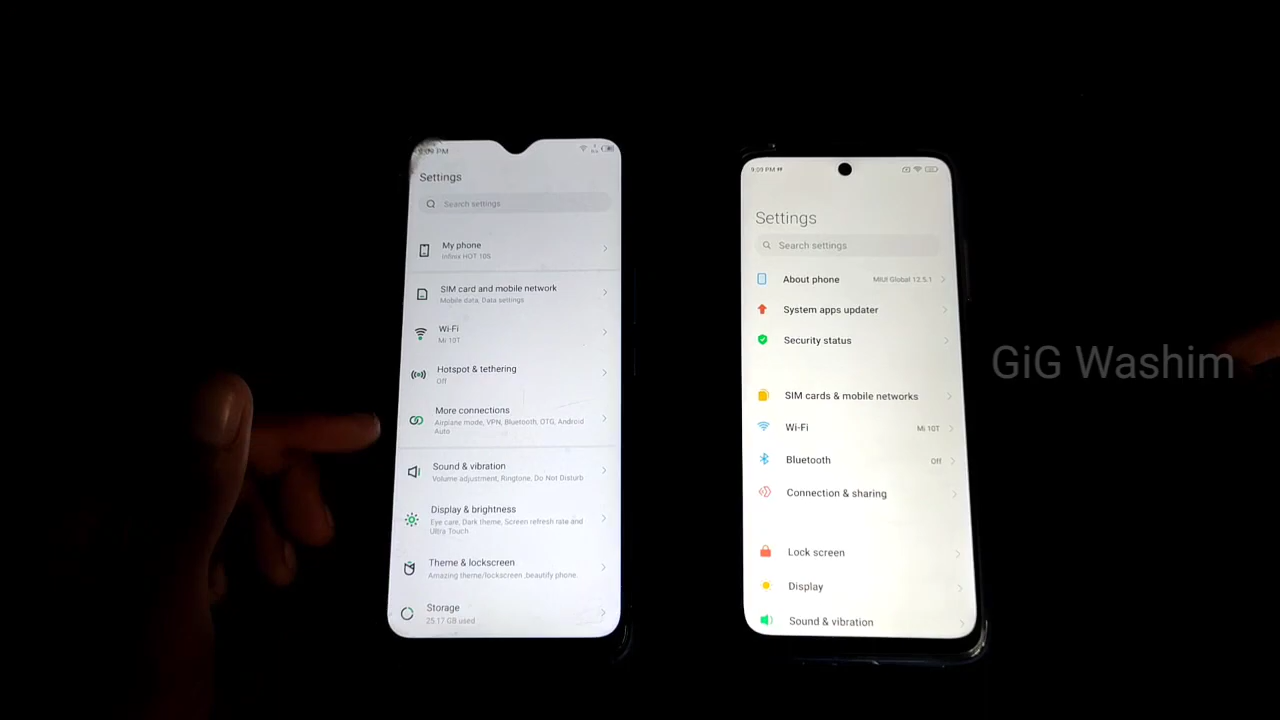 9:09 PM
Settings
Search settings
My phone
Infinix HOT 10S
SIM card and mobile network
Mobile data, Data settings
Wi-Fi
Mi 10T
Hotspot & tethering
Off
More connections
Airplane mode, VPN, Bluetooth, OTG, Android
Auto
Sound & vibration
Volume adjustment, Ringtone, Do Not Disturb
Display & brightness
Eye care, Dark theme, Screen refresh rate and
Ultra Touch
Theme & lockscreen
Amazing theme/lockscreen ,beautify phone.
Storage
25.17 GB used
9:09 PM
Settings
Search settings
About phone MIUI Global 12.5.1
System apps updater
Security status
SIM cards & mobile networks
Wi-Fi Mi 10T
Bluetooth Off
Connection & sharing
Lock screen
Display
Sound & vibration
GiG Washim